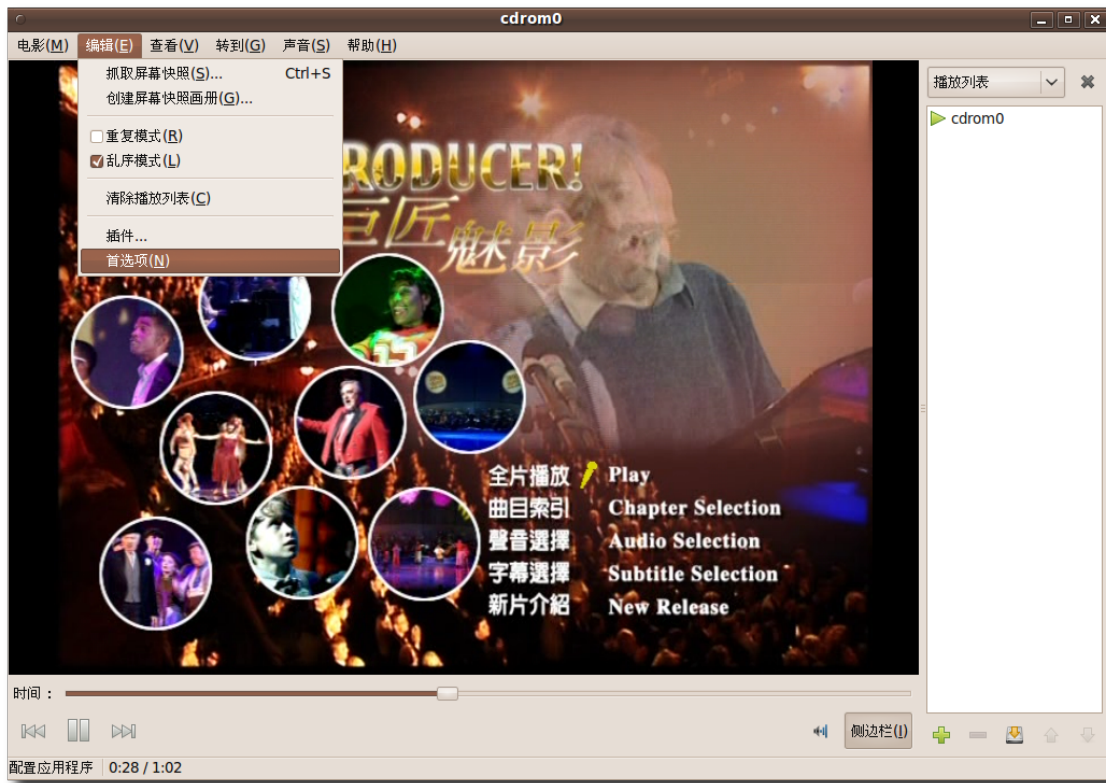 cdrom0
电影(M) 编辑(E) 查看(V) 转到(G) 声音(S) 帮助(H)
抓取屏幕快照(S)... Ctrl+S
创建屏幕快照画册(G)...
重复模式(R)
乱序模式(L)
清除播放列表(C)
插件...
首选项(N)
播放列表
cdrom0
RODUCER!
巨匠魅影
全片播放 Play
曲目索引 Chapter Selection
聲音選擇 Audio Selection
字幕選擇 Subtitle Selection
新片介紹 New Release
时间：
侧边栏(I)
配置应用程序 0:28 / 1:02